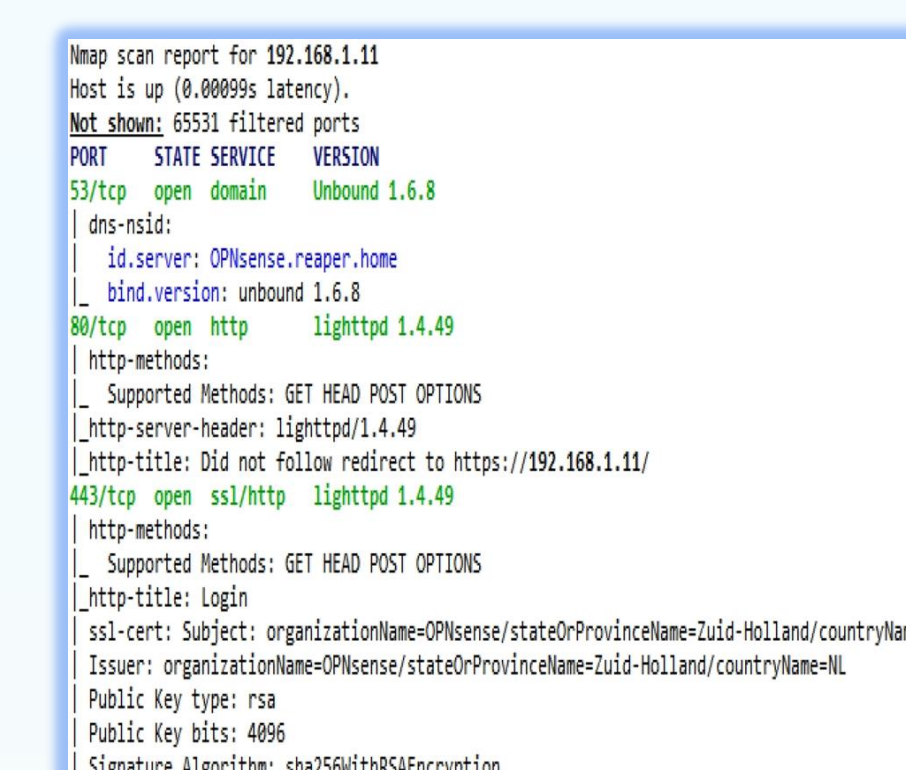 Nmap scan report for 192.168.1.11
Host is up (0.00099s latency).
Not shown: 65531 filtered ports
PORT STATE SERVICE VERSION
53/tcp open domain Unbound 1.6.8
| dns-nsid:
| id.server: OPNsense.reaper.home
|_ bind.version: unbound 1.6.8
80/tcp open http lighttpd 1.4.49
| http-methods:
|_ Supported Methods: GET HEAD POST OPTIONS
|_http-server-header: lighttpd/1.4.49
|_http-title: Did not follow redirect to https://192.168.1.11/
443/tcp open ssl/http lighttpd 1.4.49
| http-methods:
|_ Supported Methods: GET HEAD POST OPTIONS
|_http-title: Login
| ssl-cert: Subject: organizationName=OPNsense/stateOrProvinceName=Zuid-Holland/countryNa
| Issuer: organizationName=OPNsense/stateOrProvinceName=Zuid-Holland/countryName=NL
| Public Key type: rsa
| Public Key bits: 4096
| Signature Algorithm: sha256WithRSAEncryption